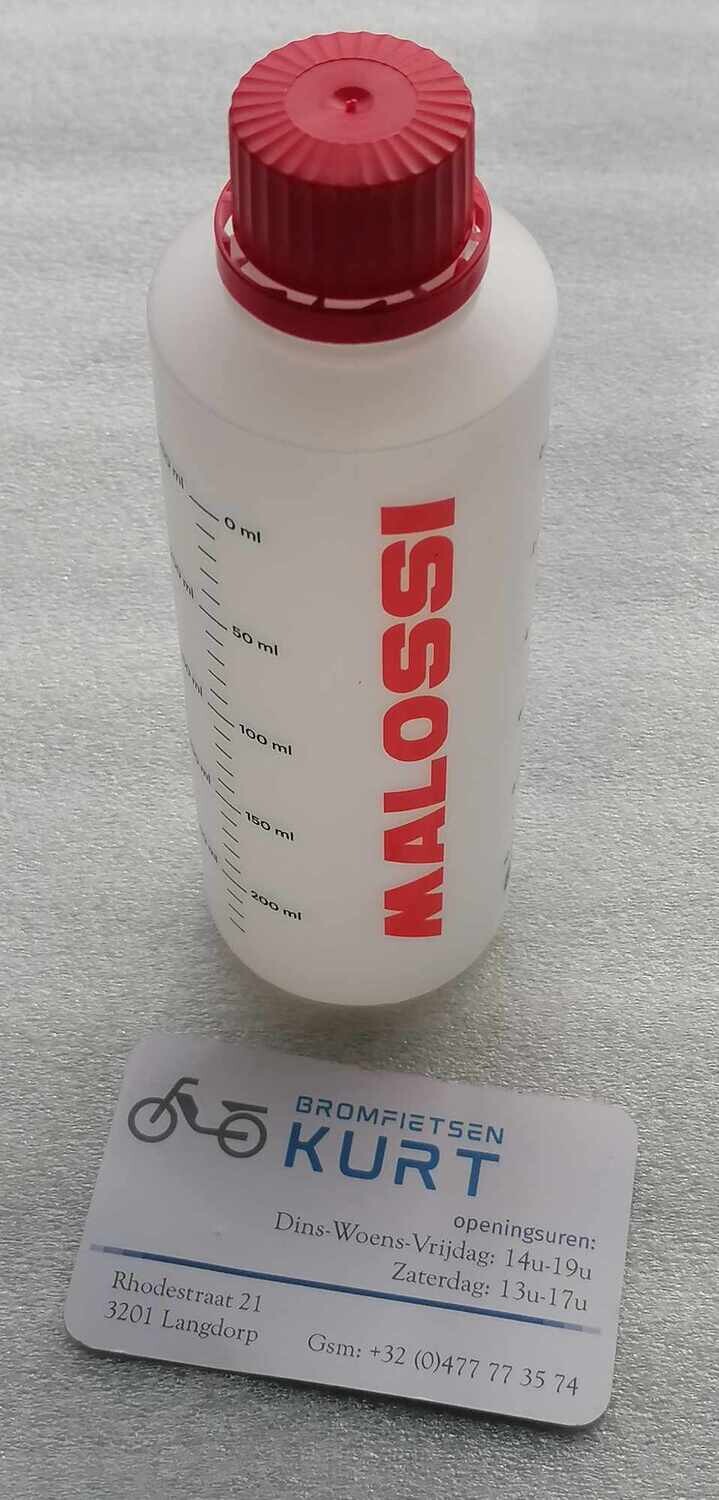 0 ml
50 ml
100 ml
150 ml
200 ml
MALOSSI
BROMFIETSEN
KURT
openingsuren:
Dins-Woens-Vrijdag: 14u-19u
Zaterdag: 13u-17u
Rhodestraat 21
3201 Langdorp
Gsm: +32 (0)477 77 35 74